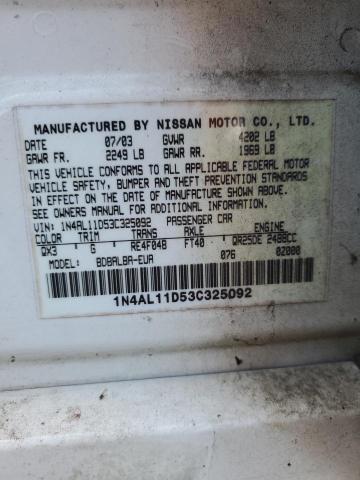 MANUFACTURED BY NISSAN MOTOR CO., LTD.
DATE 07/03 GVWR 4202 LB
GAWR FR. 2249 LB GAWR RR. 1969 LB
THIS VEHICLE CONFORMS TO ALL APPLICABLE FEDERAL MOTOR
VEHICLE SAFETY, BUMPER AND THEFT PREVENTION STANDARDS
IN EFFECT ON THE DATE OF MANUFACTURE SHOWN ABOVE.
SEE OWNERS MANUAL FOR ADDITIONAL INFORMATION
VIN: 1N4AL11D53C325092 PASSENGER CAR
COLOR TRIM TRANS AXLE ENGINE
QX3 G RE4F04B FT40 QR25DE 2488CC
MODEL BDBALBA-EUA 076 02000
1N4AL11D53C325092